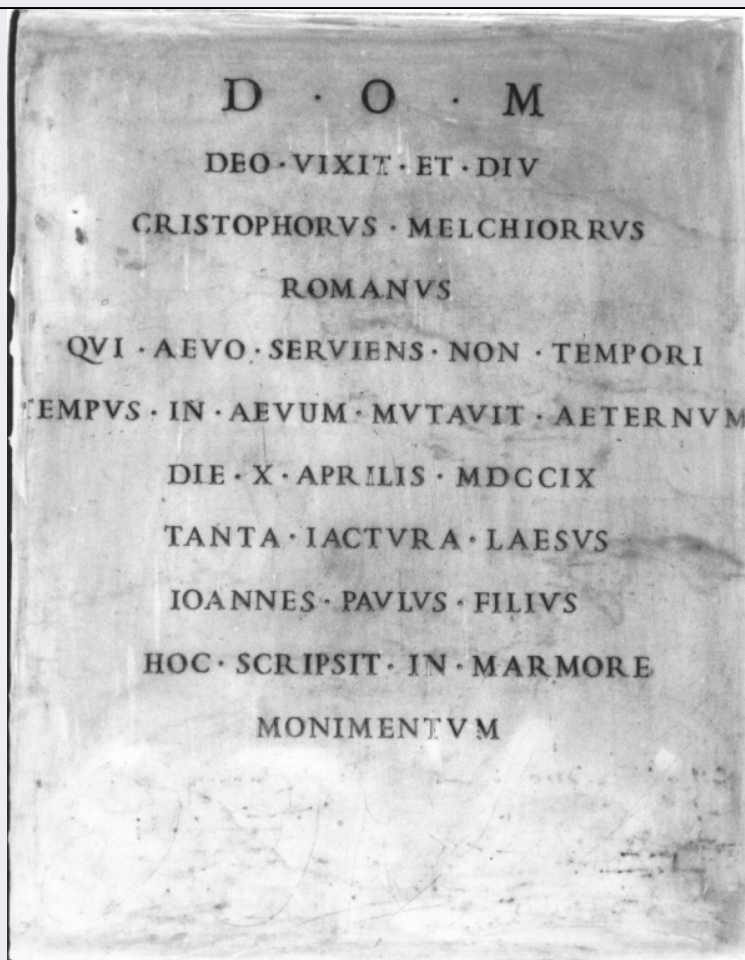 D · O · M
DEO · VIXIT · ET · DIV
CRISTOPHORVS · MELCHIORRVS
ROMANVS
QVI · AEVO · SERVIENS · NON · TEMPORI
TEMPVS · IN · AEVUM · MVTAVIT · AETERNVM
DIE · X · APRILIS · MDCCIX
TANTA · IACTVRA · LAESVS
IOANNES · PAVLVS · FILIVS
HOC · SCRIPSIT · IN · MARMORE
MONIMENTVM